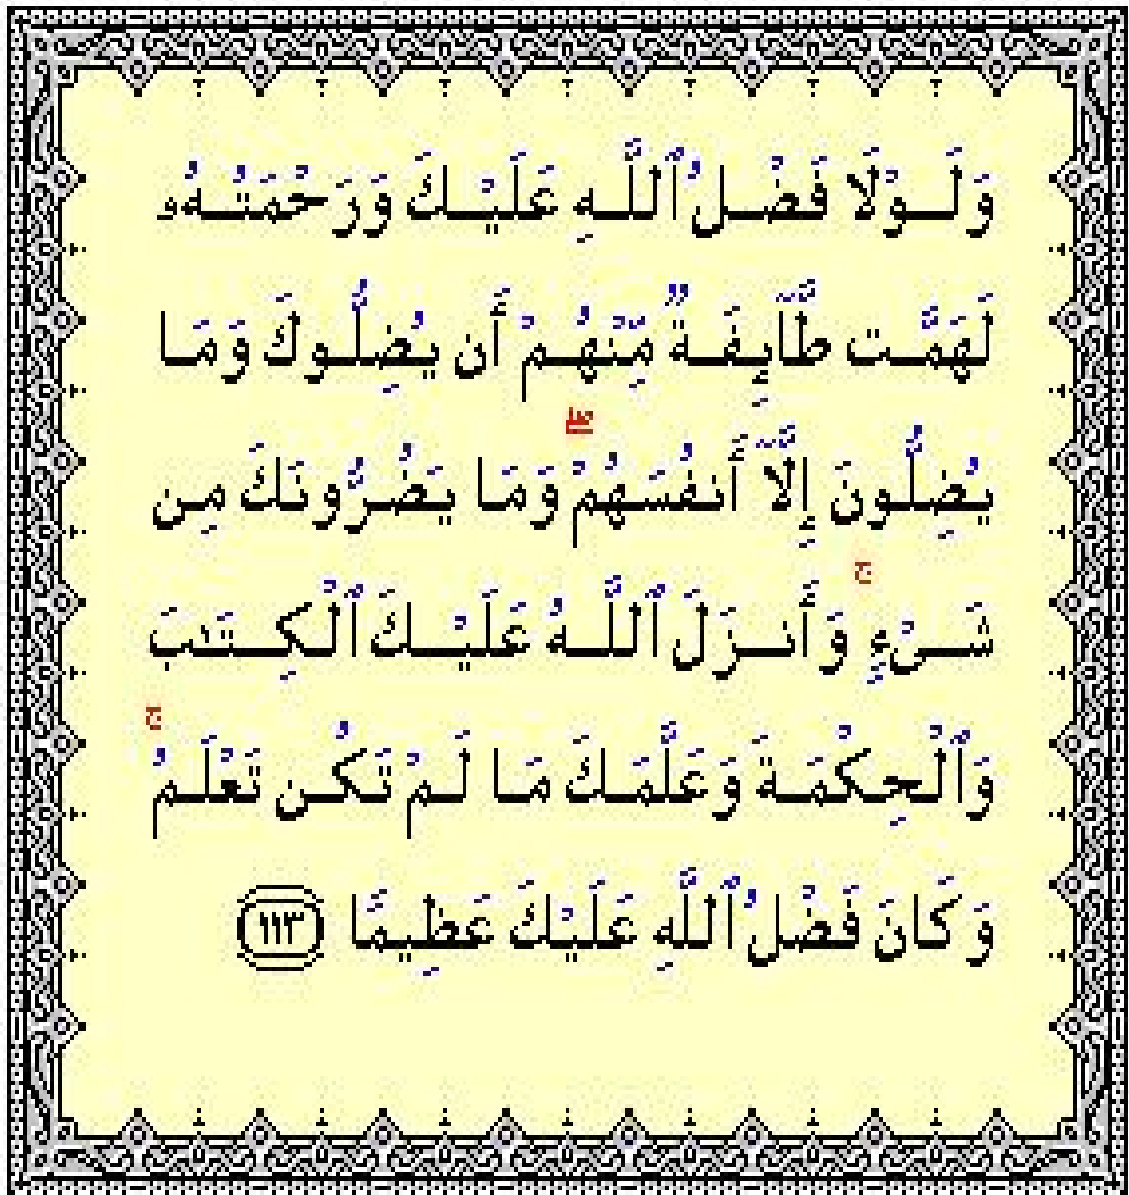 وَلَوْلَا فَضْلُ ٱللَّهِ عَلَيْكَ وَرَحْمَتُهُۥ
لَهَمَّت طَّآئِفَةٌ مِّنْهُمْ أَن يُضِلُّوكَ وَمَا
يُضِلُّونَ إِلَّآ أَنفُسَهُمْ ۖ وَمَا يَضُرُّونَكَ مِن
شَىْءٍ ۚ وَأَنزَلَ ٱللَّهُ عَلَيْكَ ٱلْكِتَـٰبَ
وَٱلْحِكْمَةَ وَعَلَّمَكَ مَا لَمْ تَكُن تَعْلَمُ ۚ
وَكَانَ فَضْلُ ٱللَّهِ عَلَيْكَ عَظِيمًا ١١٣